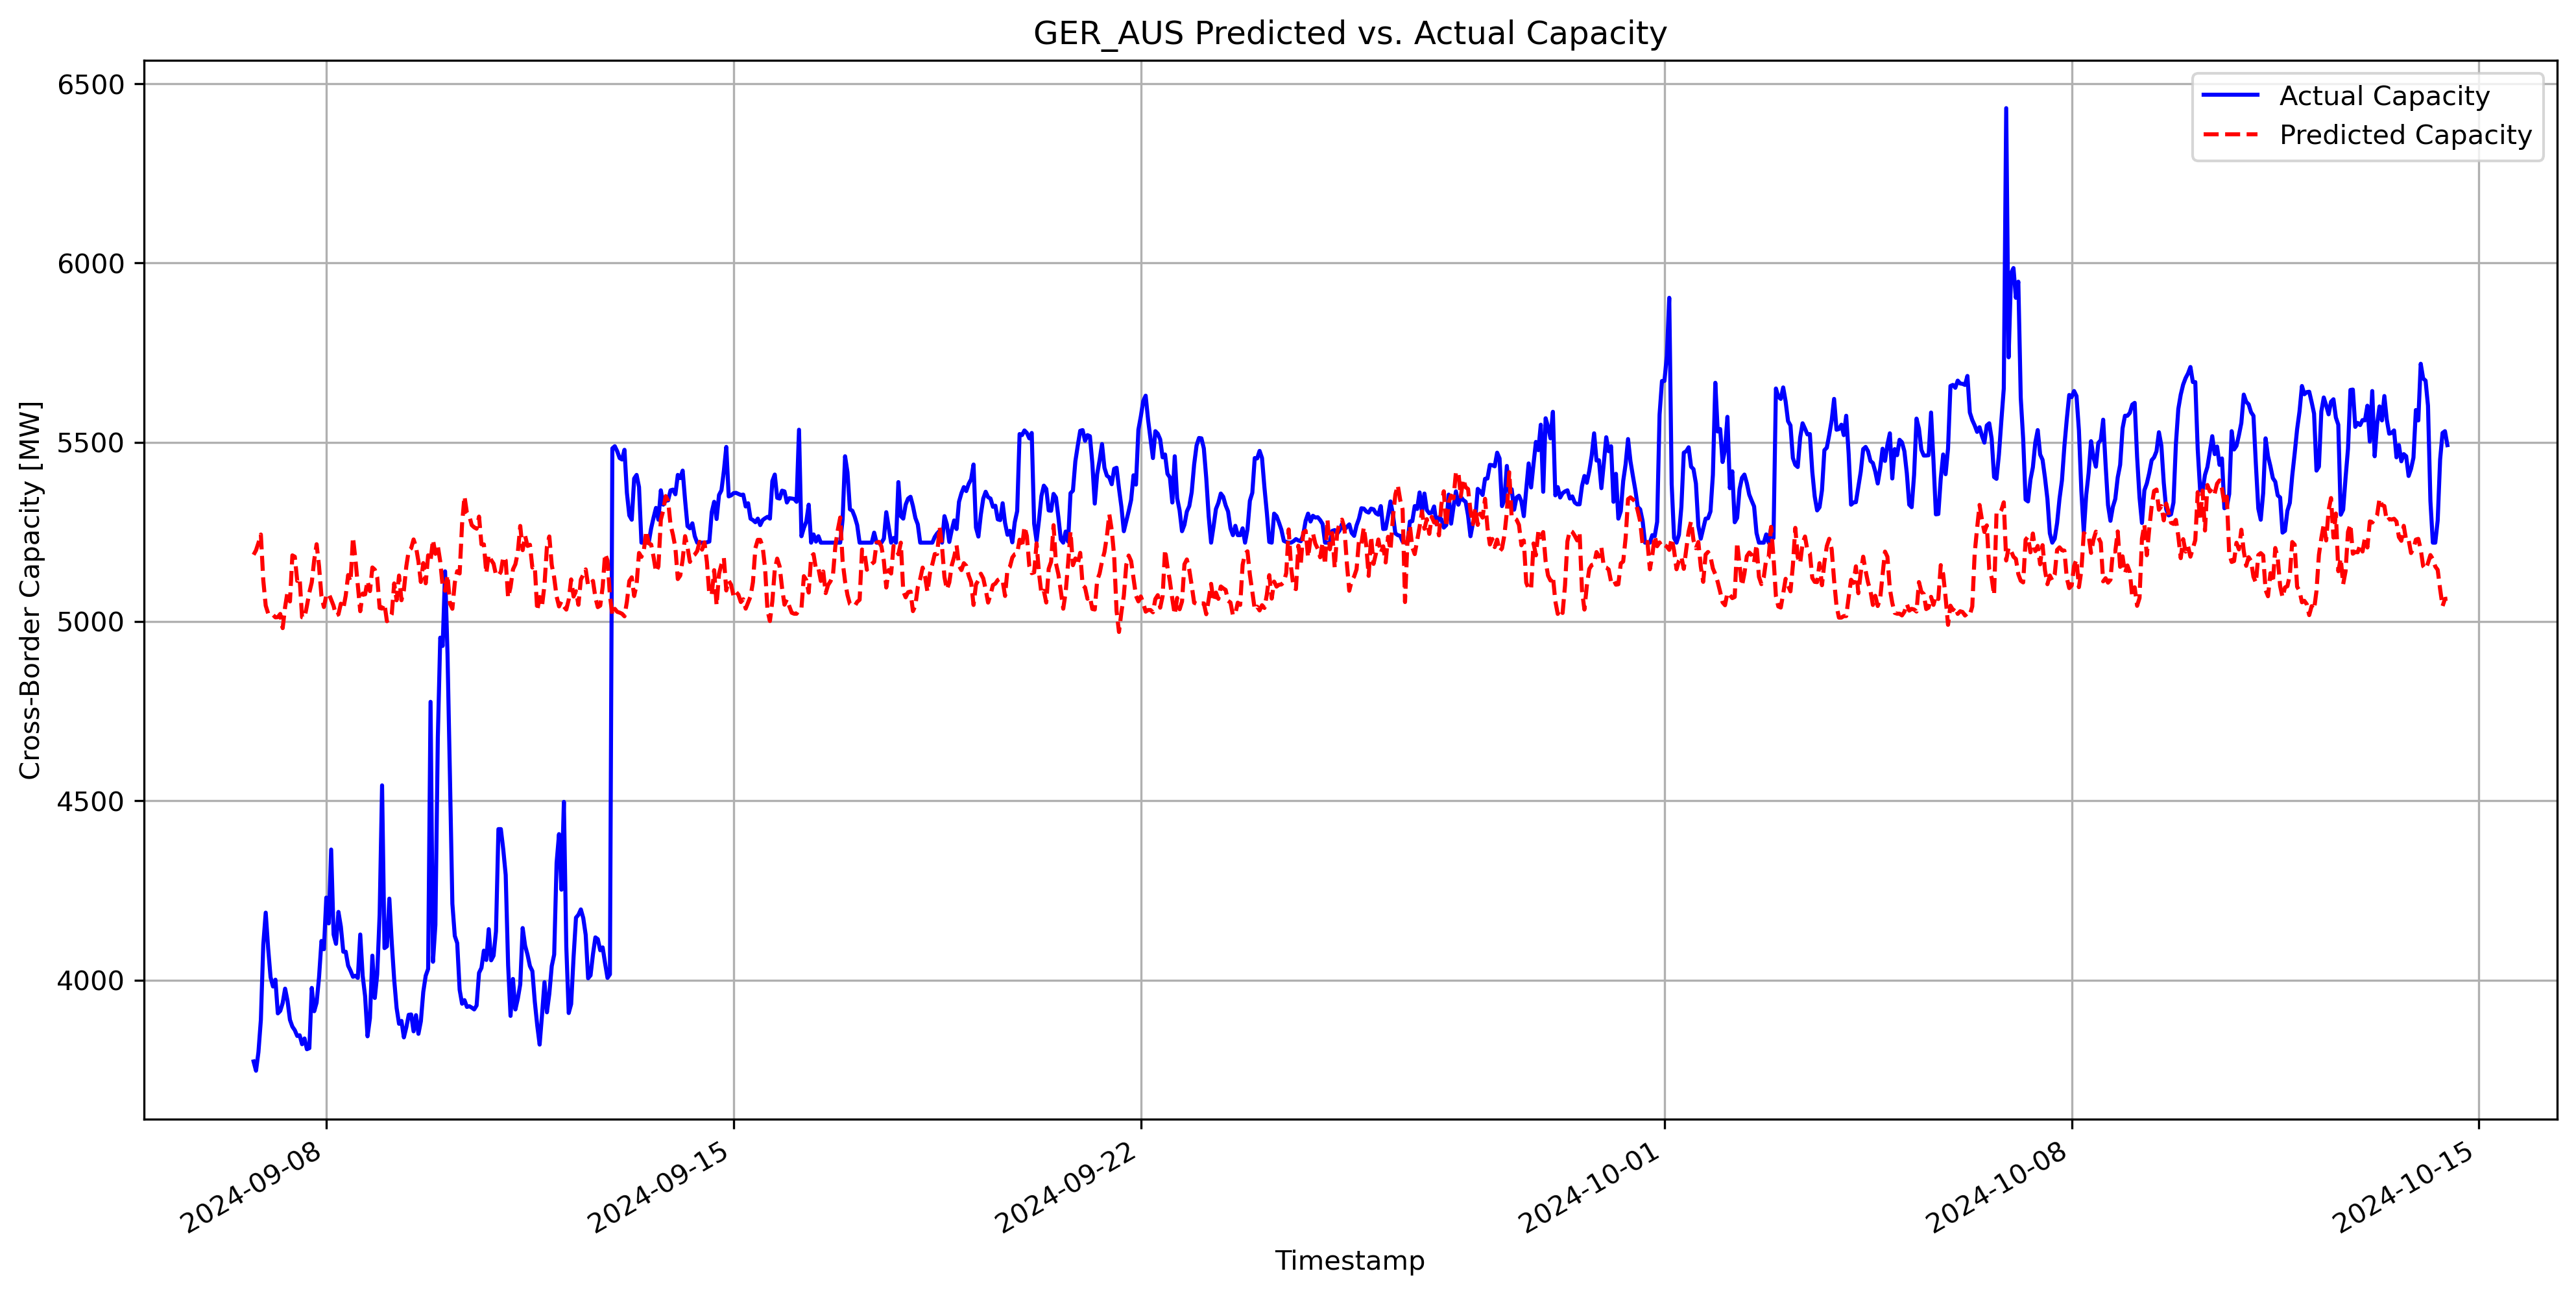 GER_AUS Predicted vs. Actual Capacity
Actual Capacity
Predicted Capacity
Cross-Border Capacity [MW]
6500
6000
5500
5000
4500
4000
2024-09-08
2024-09-15
2024-09-22
2024-10-01
2024-10-08
2024-10-15
Timestamp